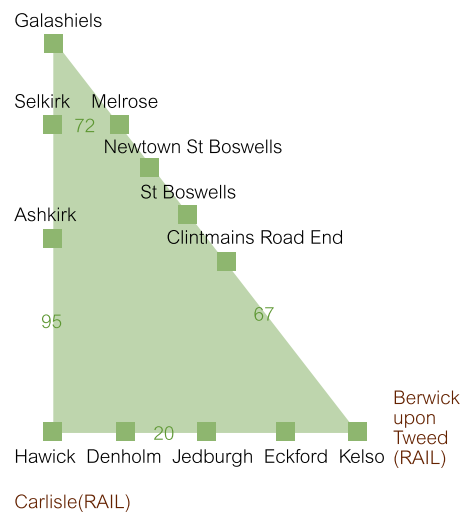 Galashiels
Selkirk
Melrose
72
Newtown St Boswells
St Boswells
Ashkirk
Clintmains Road End
67
95
Berwick
upon
Tweed
(RAIL)
20
Hawick
Denholm
Jedburgh
Eckford
Kelso
Carlisle(RAIL)